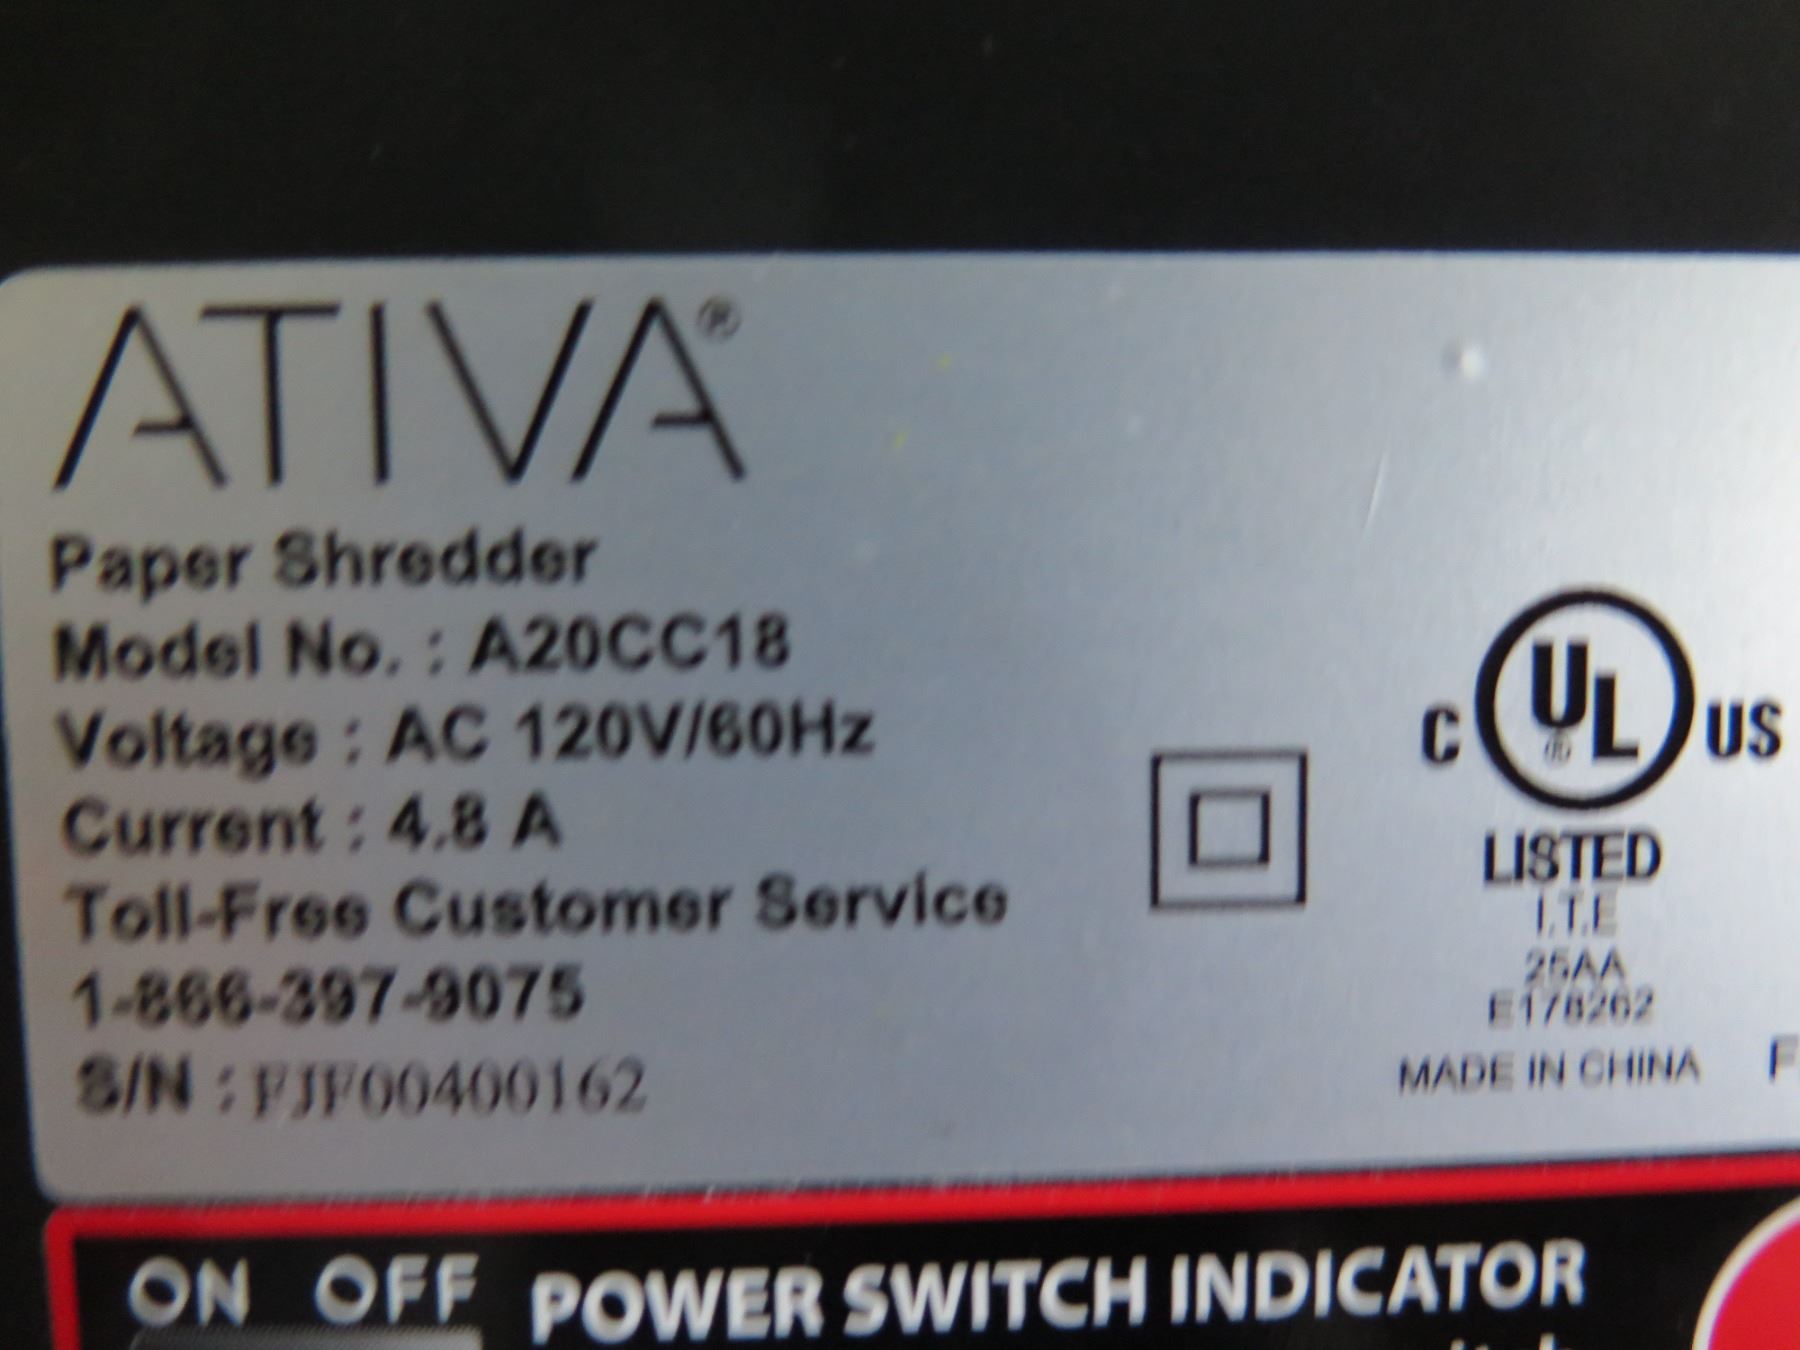 ATIVA®
Paper Shredder
Model No. : A20CC18
Voltage : AC 120V/60Hz
Current : 4.8 A
Toll-Free Customer Service
1-866-397-9075
S/N : FJF00400162
C UL® US
LISTED
I.T.E
25AA
E178262
MADE IN CHINA
ON OFF POWER SWITCH INDICATOR